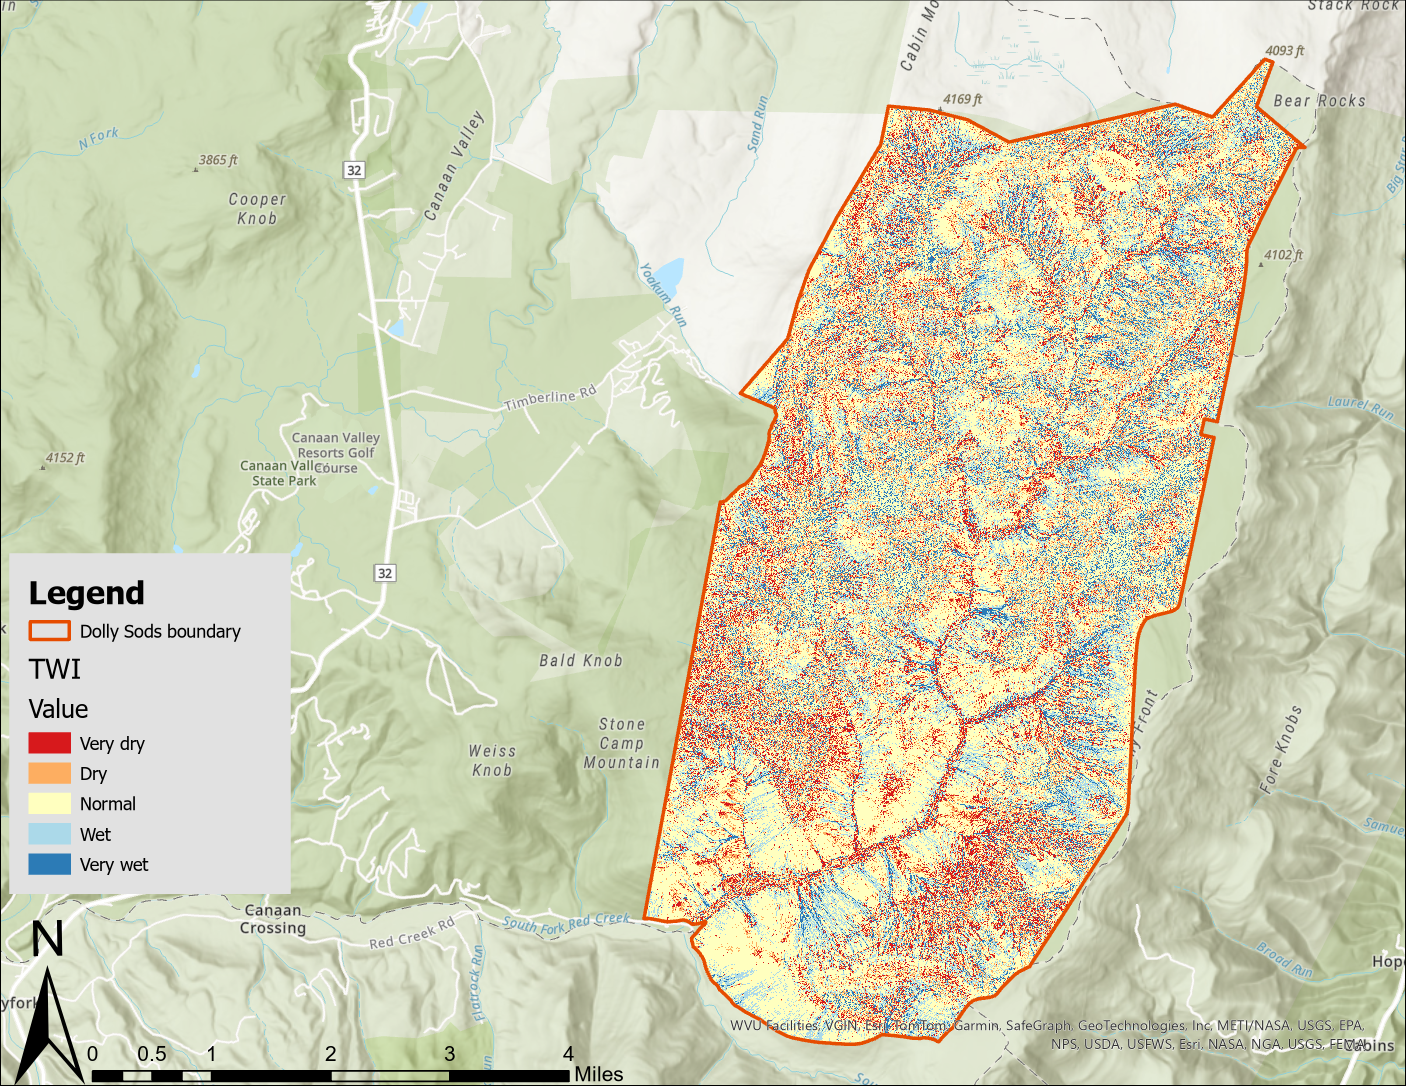 Stack Rock
in
Cabin Mo
4093 ft
4169 ft
Bear Rocks
Sand Run
N Fork
Canaan Valley
3865 ft
32
Cooper
Knob
4102 ft
Yoakum Run
Timberline Rd
Laurel Run
Canaan Valley
Resorts Golf
Course
Canaan Vall
State Park
4152 ft
32
Legend
Dolly Sods boundary
TWI
Value
Very dry
Dry
Normal
Wet
Very wet
Bald Knob
Stone
Camp
Mountain
Weiss
Knob
y Front
Fore Knobs
Samue
Canaan
Crossing
Red Creek Rd
South Fork Red Creek
Flatrock Run
Broad Run
Hop
N
yfork
WVU Facilities, VGIN, Esri, TomTom, Garmin, SafeGraph, GeoTechnologies, Inc, METI/NASA, USGS, EPA,
NPS, USDA, USFWS, Esri, NASA, NGA, USGS, FEMA
Cabins
0 0.5 1 2 3 4
Miles